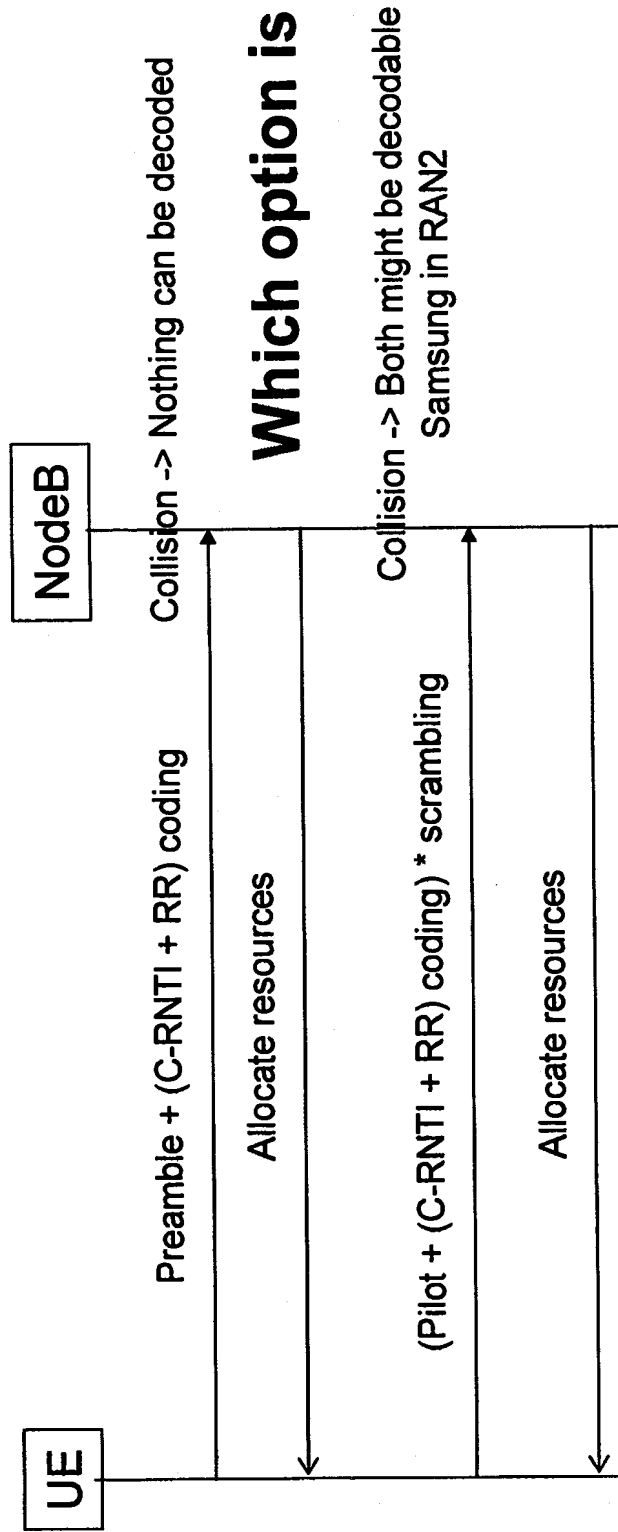 UE
NodeB
Preamble + (C-RNTI + RR) coding
Collision -> Nothing can be decoded
Allocate resources
Which option is
(Pilot + (C-RNTI + RR) coding) * scrambling
Collision -> Both might be decodable
Samsung in RAN2
Allocate resources